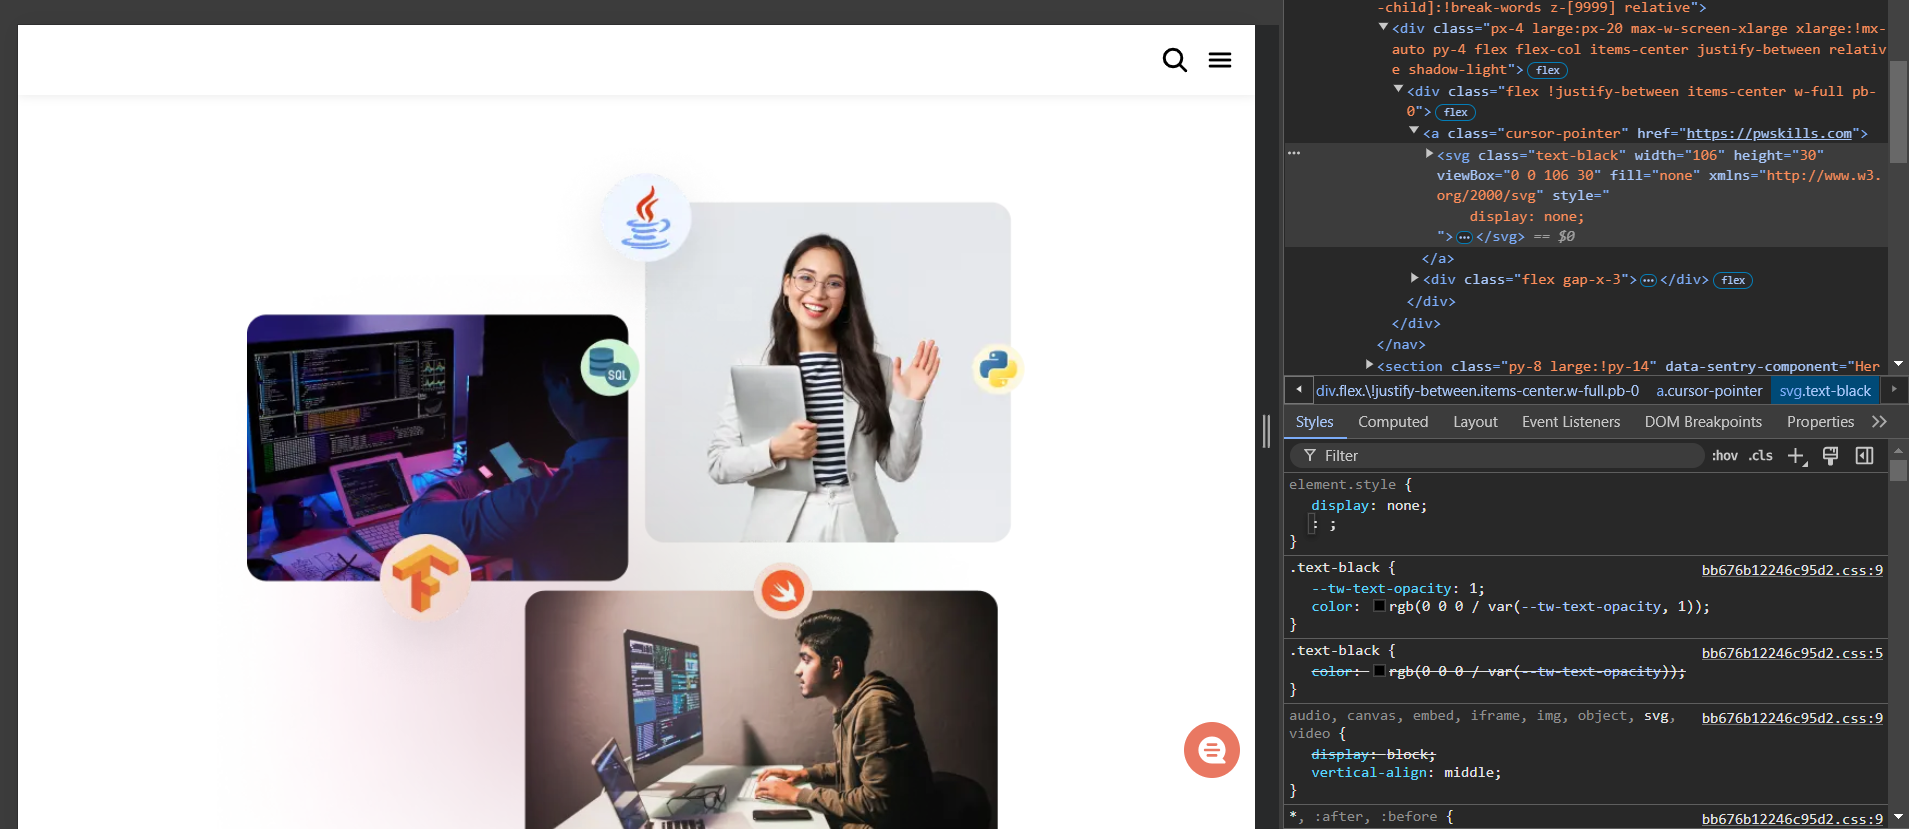 SQL
-child]:!break-words z-[9999] relative">
<div class="px-4 large:px-20 max-w-screen-xlarge xlarge:!mx-
auto py-4 flex flex-col items-center justify-between relativ
e shadow-light"> flex
<div class="flex !justify-between items-center w-full pb-
0"> flex
<a class="cursor-pointer" href="https://pwskills.com">
<svg class="text-black" width="106" height="30"
viewBox="0 0 106 30" fill="none" xmlns="http://www.w3.
org/2000/svg" style="
display: none;
">…</svg> == $0
</a>
<div class="flex gap-x-3">…</div> flex
</div>
</div>
</nav>
<section class="py-8 large:!py-14" data-sentry-component="Her
div.flex.\!justify-between.items-center.w-full.pb-0 a.cursor-pointer svg.text-black
Styles Computed Layout Event Listeners DOM Breakpoints Properties
Filter :hov .cls
element.style {
display: none;
: ;
}
.text-black { bb676b12246c95d2.css:9
--tw-text-opacity: 1;
color: rgb(0 0 0 / var(--tw-text-opacity, 1));
}
.text-black { bb676b12246c95d2.css:5
color: rgb(0 0 0 / var(--tw-text-opacity));
}
audio, canvas, embed, iframe, img, object, svg, bb676b12246c95d2.css:9
video {
display: block;
vertical-align: middle;
}
*, :after, :before { bb676b12246c95d2.css:9